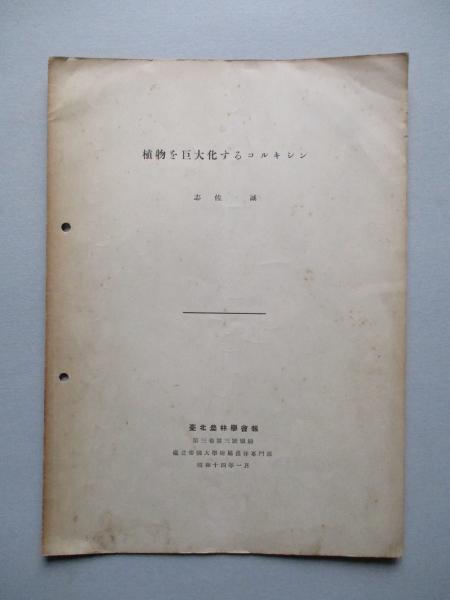 植物を巨大化するコルキシン
志佐 誠
臺北農林學會報
第三卷第三號別刷
臺北帝國大學附屬農林專門部
昭和十四年一月